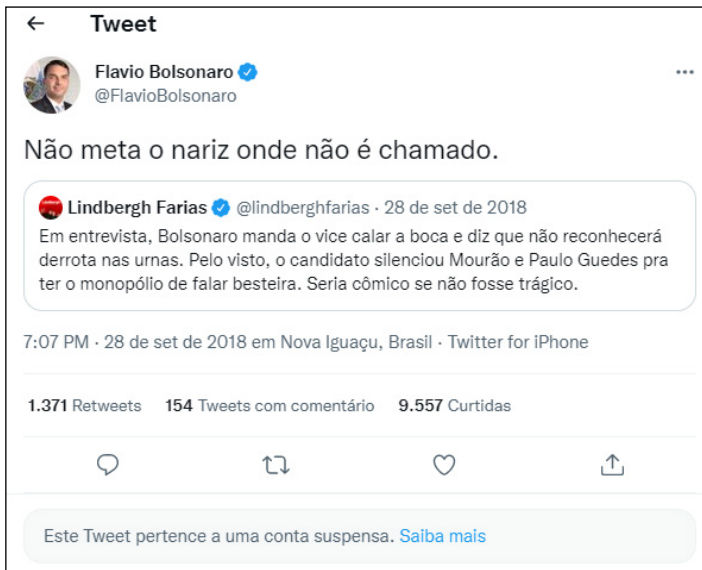 ← Tweet
Flavio Bolsonaro
@FlavioBolsonaro
Não meta o nariz onde não é chamado.
Lindbergh Farias @lindberghfarias · 28 de set de 2018
Em entrevista, Bolsonaro manda o vice calar a boca e diz que não reconhecerá
derrota nas urnas. Pelo visto, o candidato silenciou Mourão e Paulo Guedes pra
ter o monopólio de falar besteira. Seria cômico se não fosse trágico.
7:07 PM · 28 de set de 2018 em Nova Iguaçu, Brasil · Twitter for iPhone
1.371 Retweets 154 Tweets com comentário 9.557 Curtidas
Este Tweet pertence a uma conta suspensa. Saiba mais